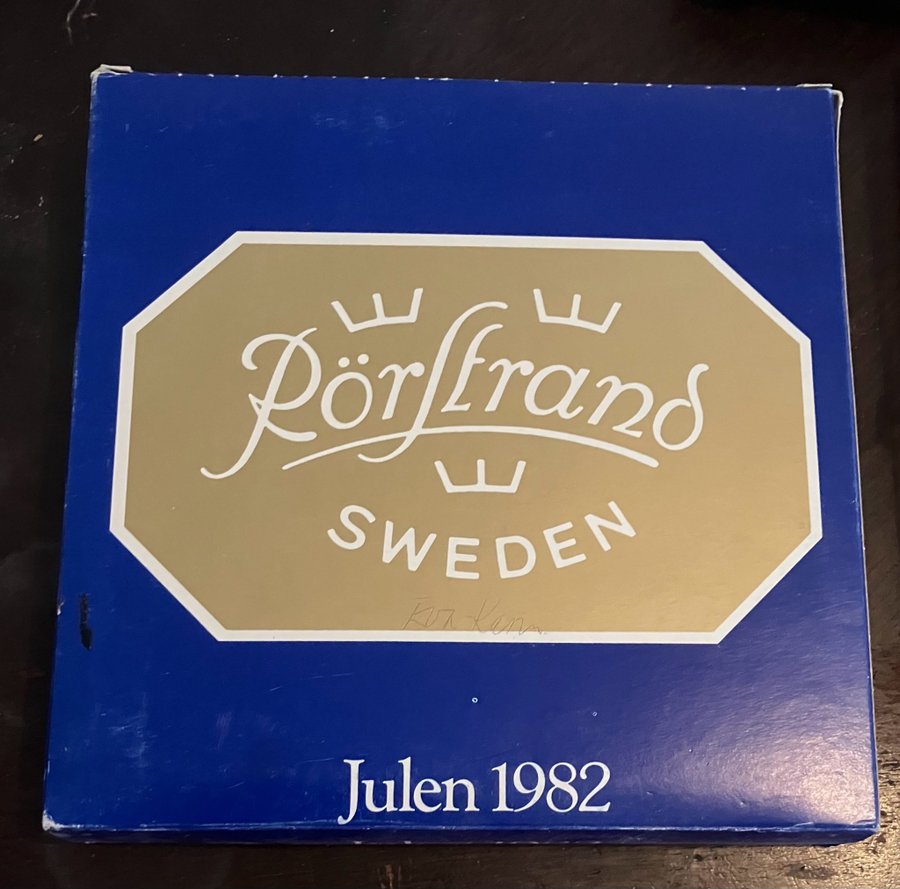 Rörstrand
SWEDEN
Julen 1982